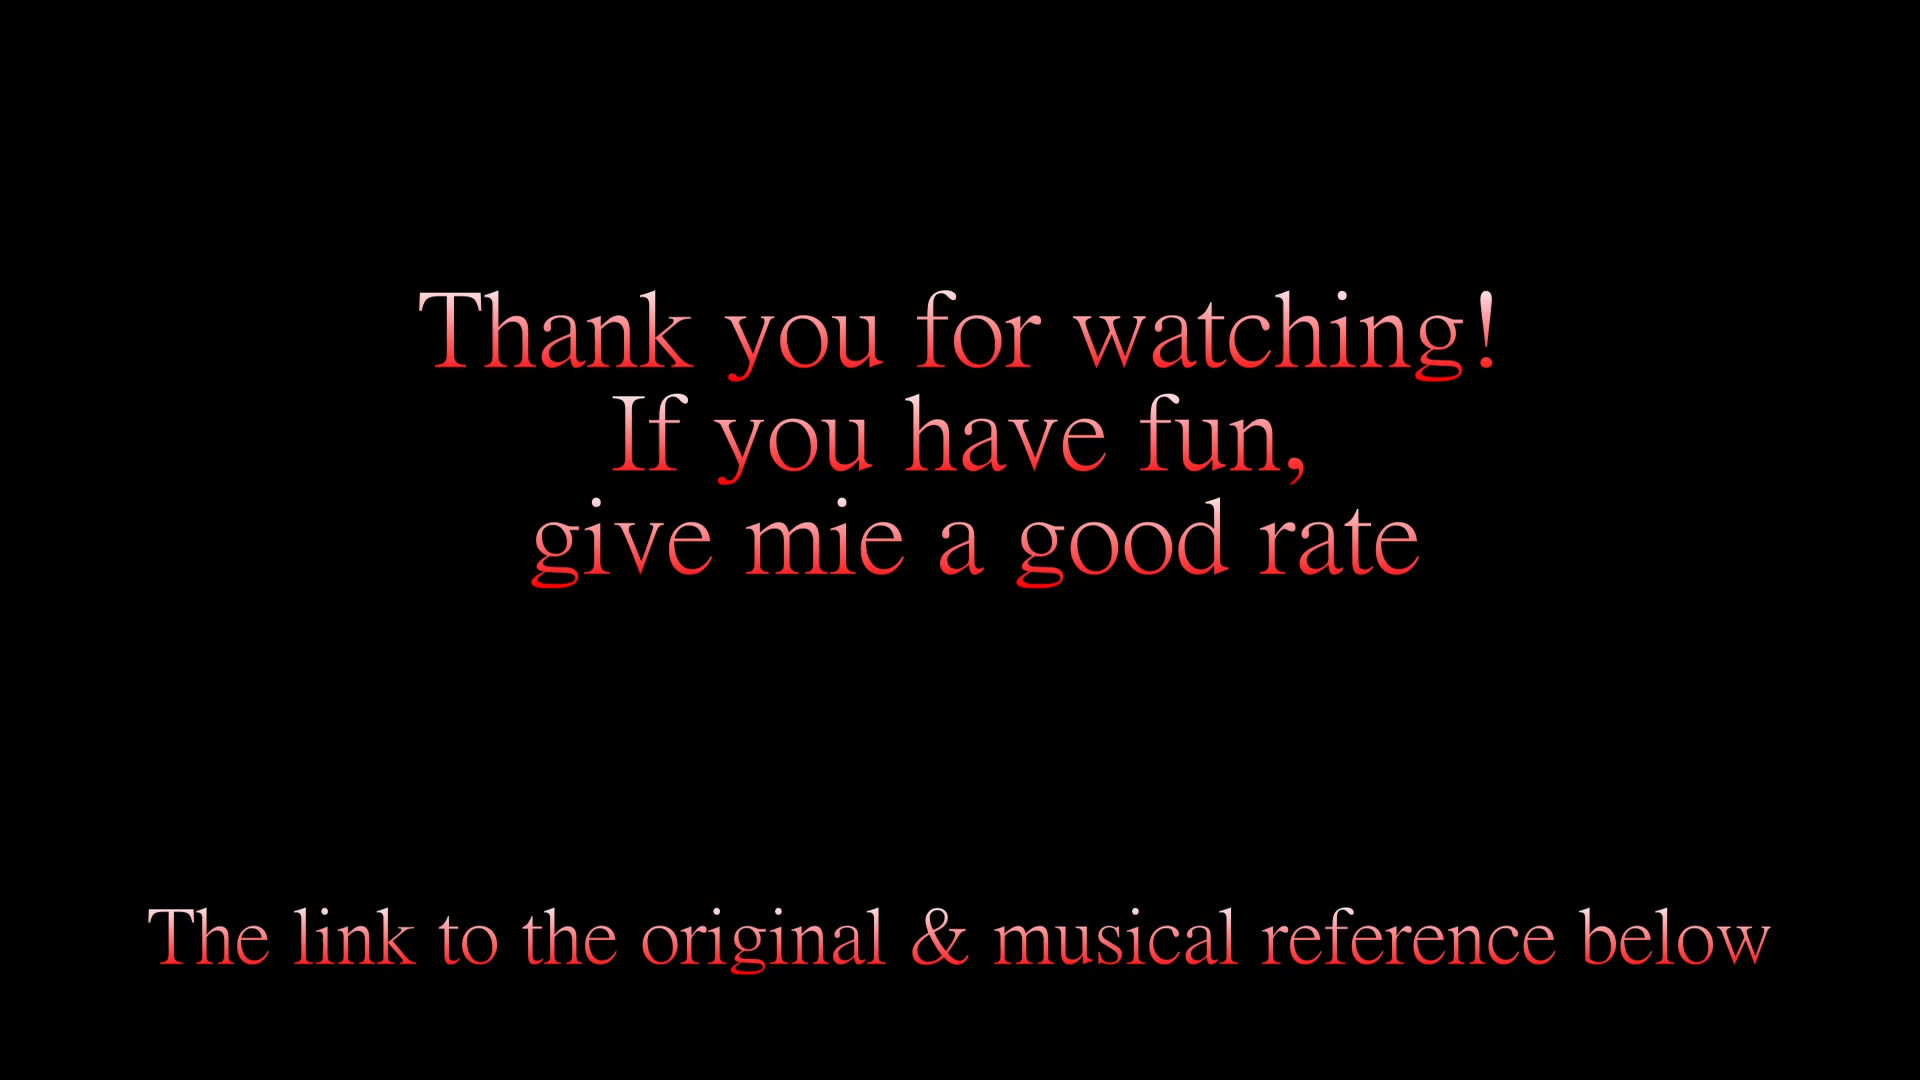 Thank you for watching!
If you have fun,
give mie a good rate
The link to the original & musical reference below